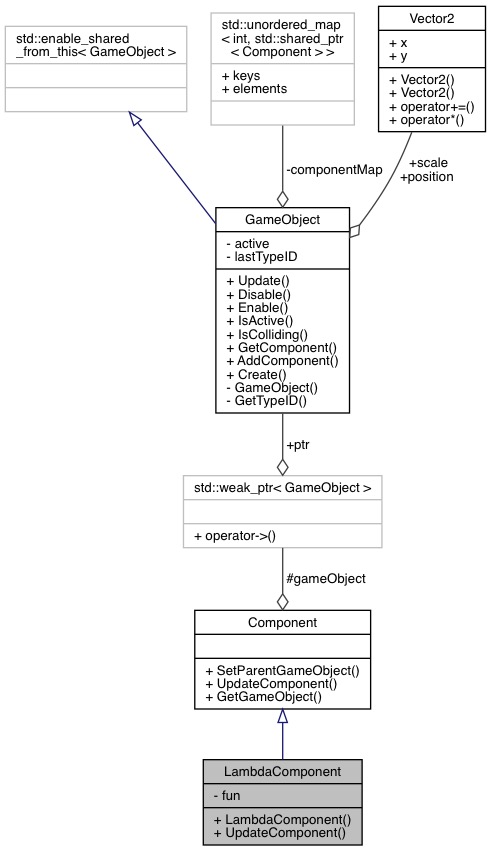 std::enable_shared
_from_this< GameObject >
std::unordered_map
< int, std::shared_ptr
< Component > >
+ keys
+ elements
Vector2
+ x
+ y
+ Vector2()
+ Vector2()
+ operator+=()
+ operator*()
-componentMap
+scale
+position
GameObject
- active
- lastTypeID
+ Update()
+ Disable()
+ Enable()
+ IsActive()
+ IsColliding()
+ GetComponent()
+ AddComponent()
+ Create()
- GameObject()
- GetTypeID()
+ptr
std::weak_ptr< GameObject >
+ operator->()
#gameObject
Component
+ SetParentGameObject()
+ UpdateComponent()
+ GetGameObject()
LambdaComponent
- fun
+ LambdaComponent()
+ UpdateComponent()